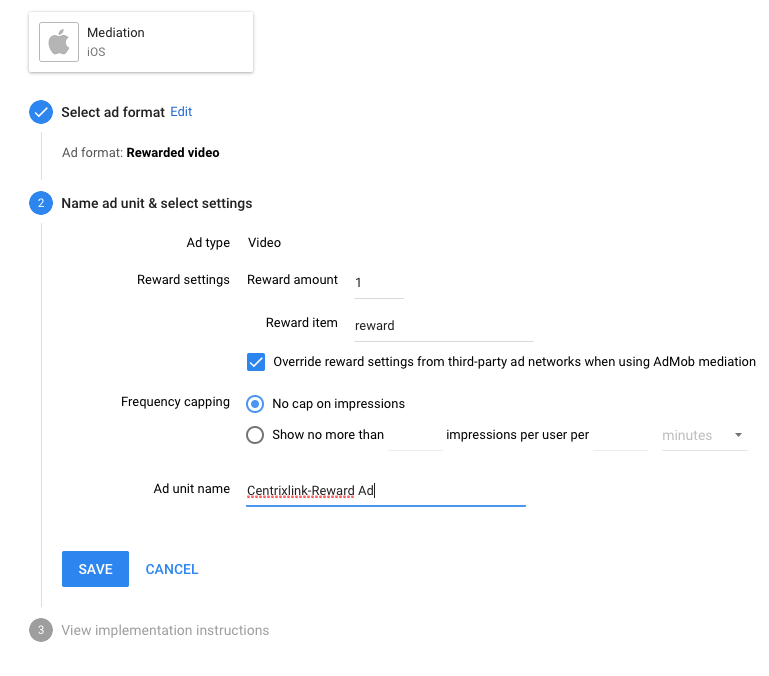 Mediation
iOS
Select ad format Edit
Ad format: Rewarded video
2 Name ad unit & select settings
Ad type Video
Reward settings Reward amount 1
Reward item reward
Override reward settings from third-party ad networks when using AdMob mediation
Frequency capping No cap on impressions
Show no more than impressions per user per minutes
Ad unit name Centrixlink-Reward Ad
SAVE CANCEL
3 View implementation instructions